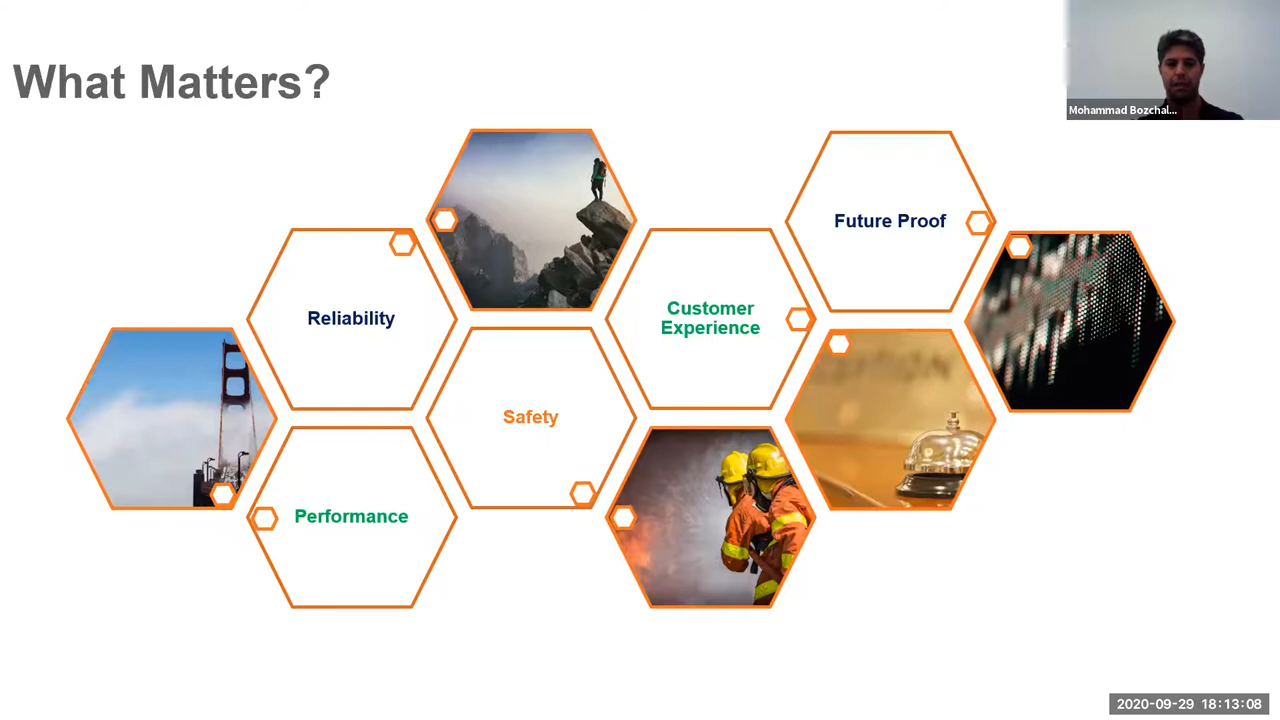 What Matters?
Mohammad Bozchal...
Future Proof
Reliability
Customer
Experience
Safety
Performance
2020-09-29 18:13:08